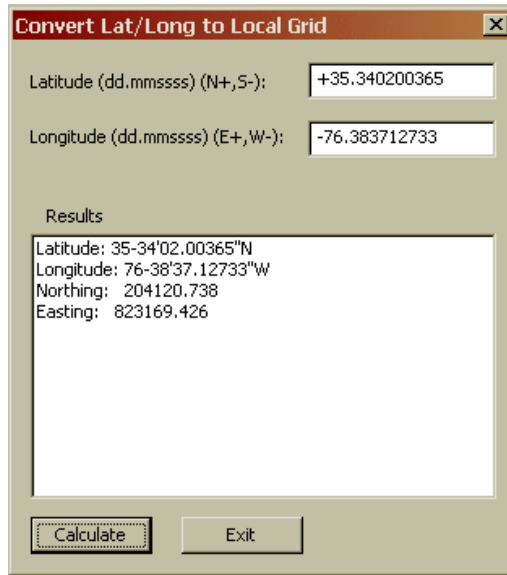 Convert Lat/Long to Local Grid
Latitude (dd.mmssss) (N+,S-): +35.340200365
Longitude (dd.mmssss) (E+,W-): -76.383712733
Results
Latitude: 35-34'02.00365"N
Longitude: 76-38'37.12733"W
Northing: 204120.738
Easting: 823169.426
Calculate Exit